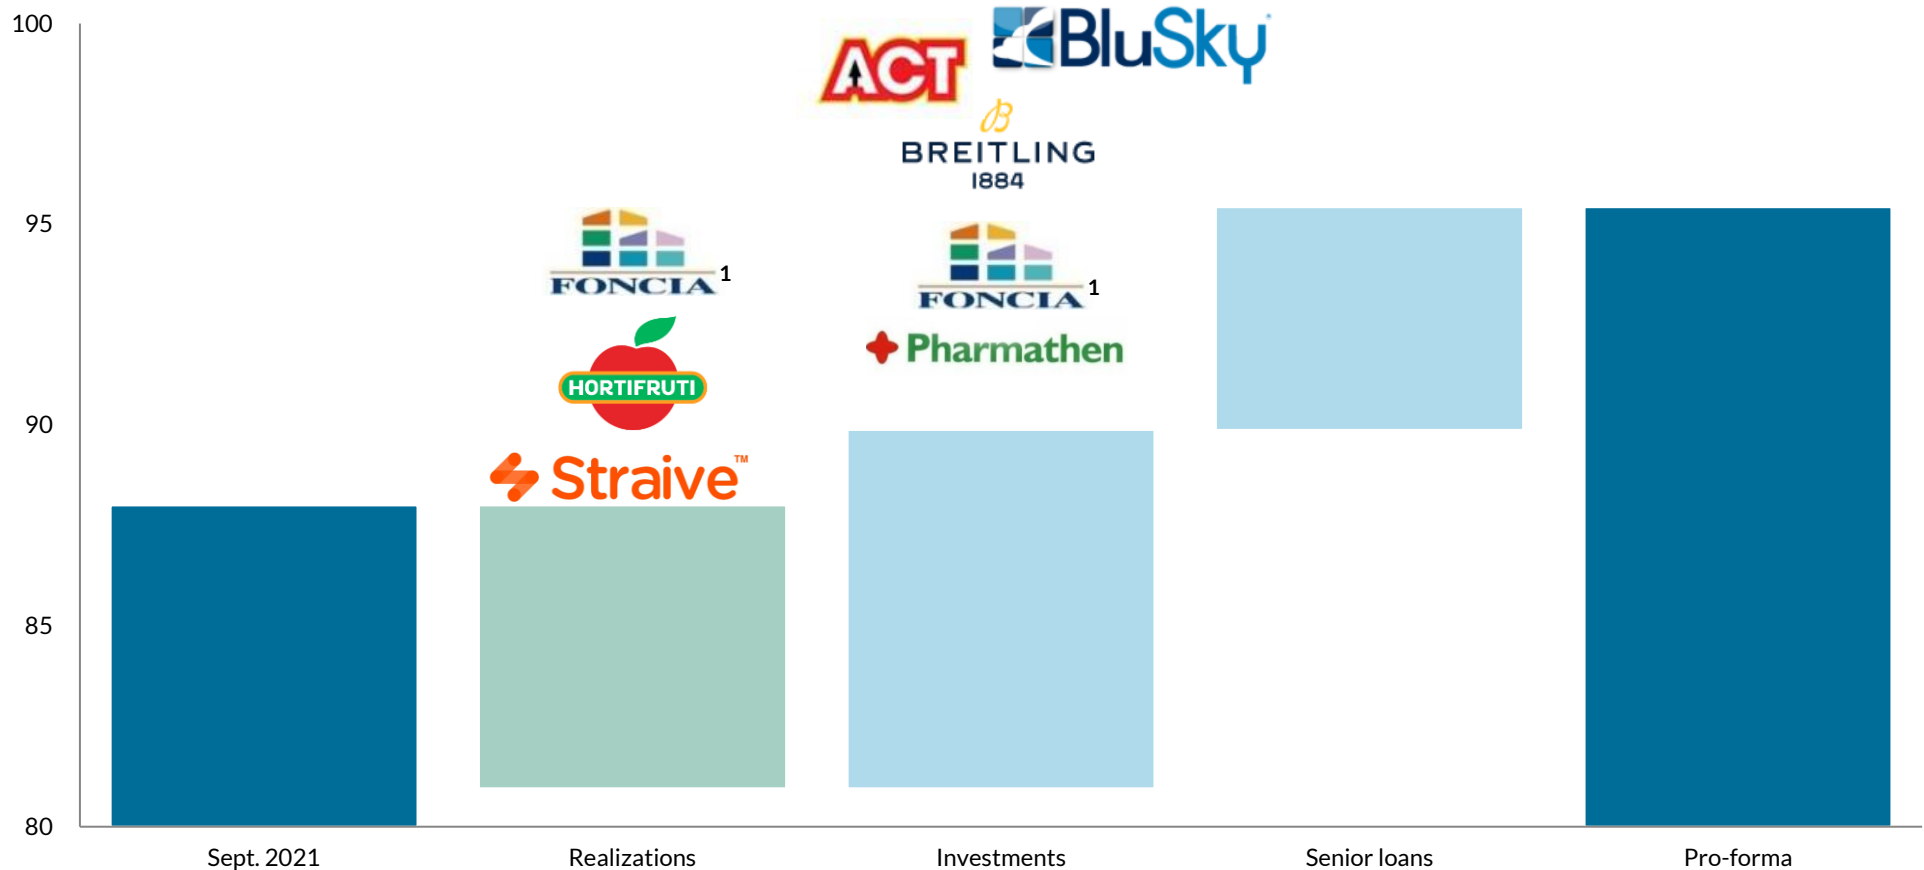 100
95
90
85
80
ACT
BluSky
BREITLING
1884
FONCIA 1
HORTIFRUTI
Straive™
FONCIA 1
Pharmathen
Sept. 2021
Realizations
Investments
Senior loans
Pro-forma